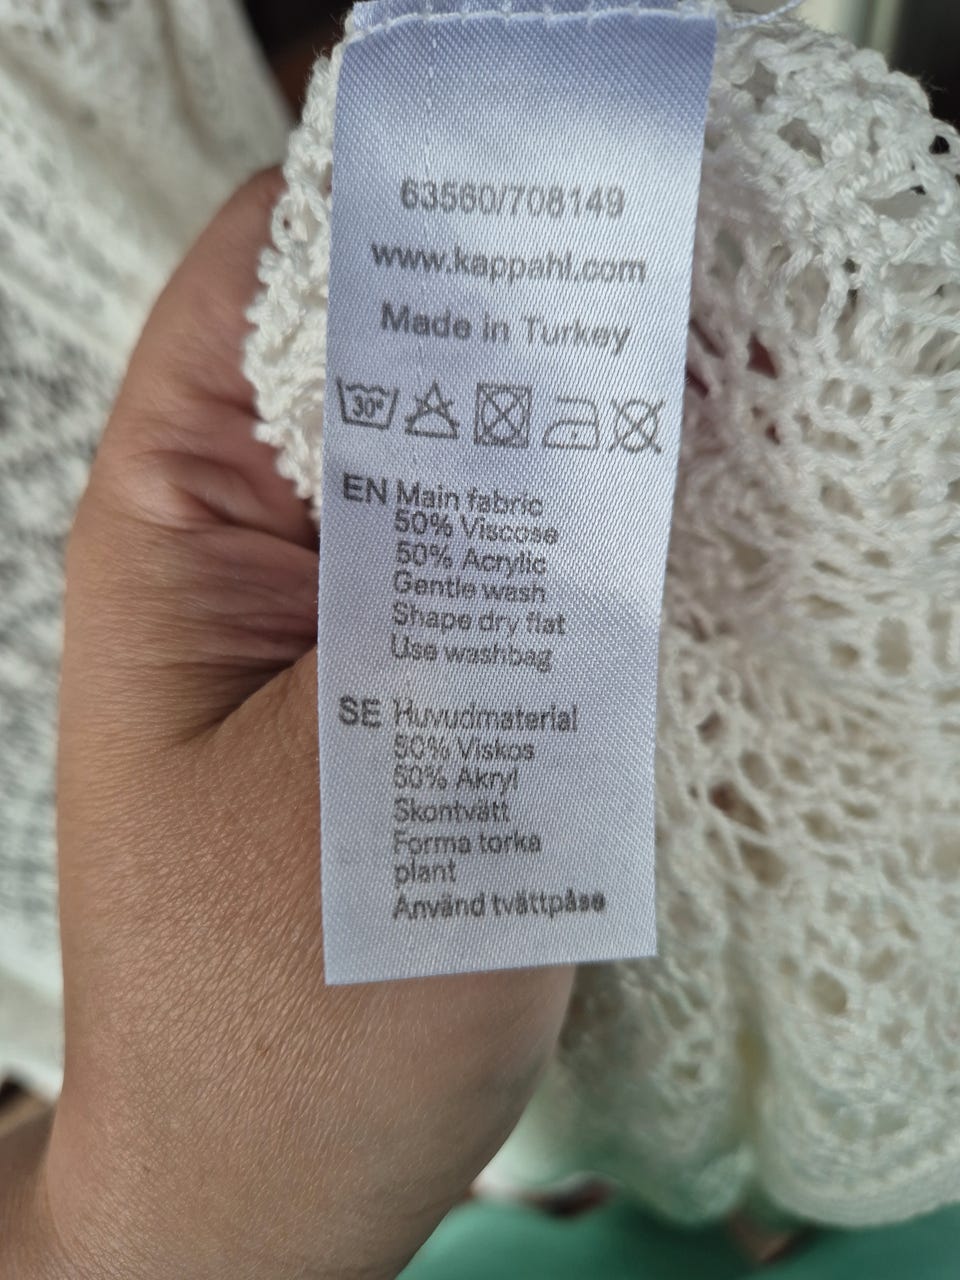 63560/708149
www.kappahl.com
Made in Turkey
30°
EN Main fabric
50% Viscose
50% Acrylic
Gentle wash
Shape dry flat
Use washbag
SE Huvudmaterial
50% Viskos
50% Akryl
Skontvätt
Forma torka
plant
Använd tvättpåse